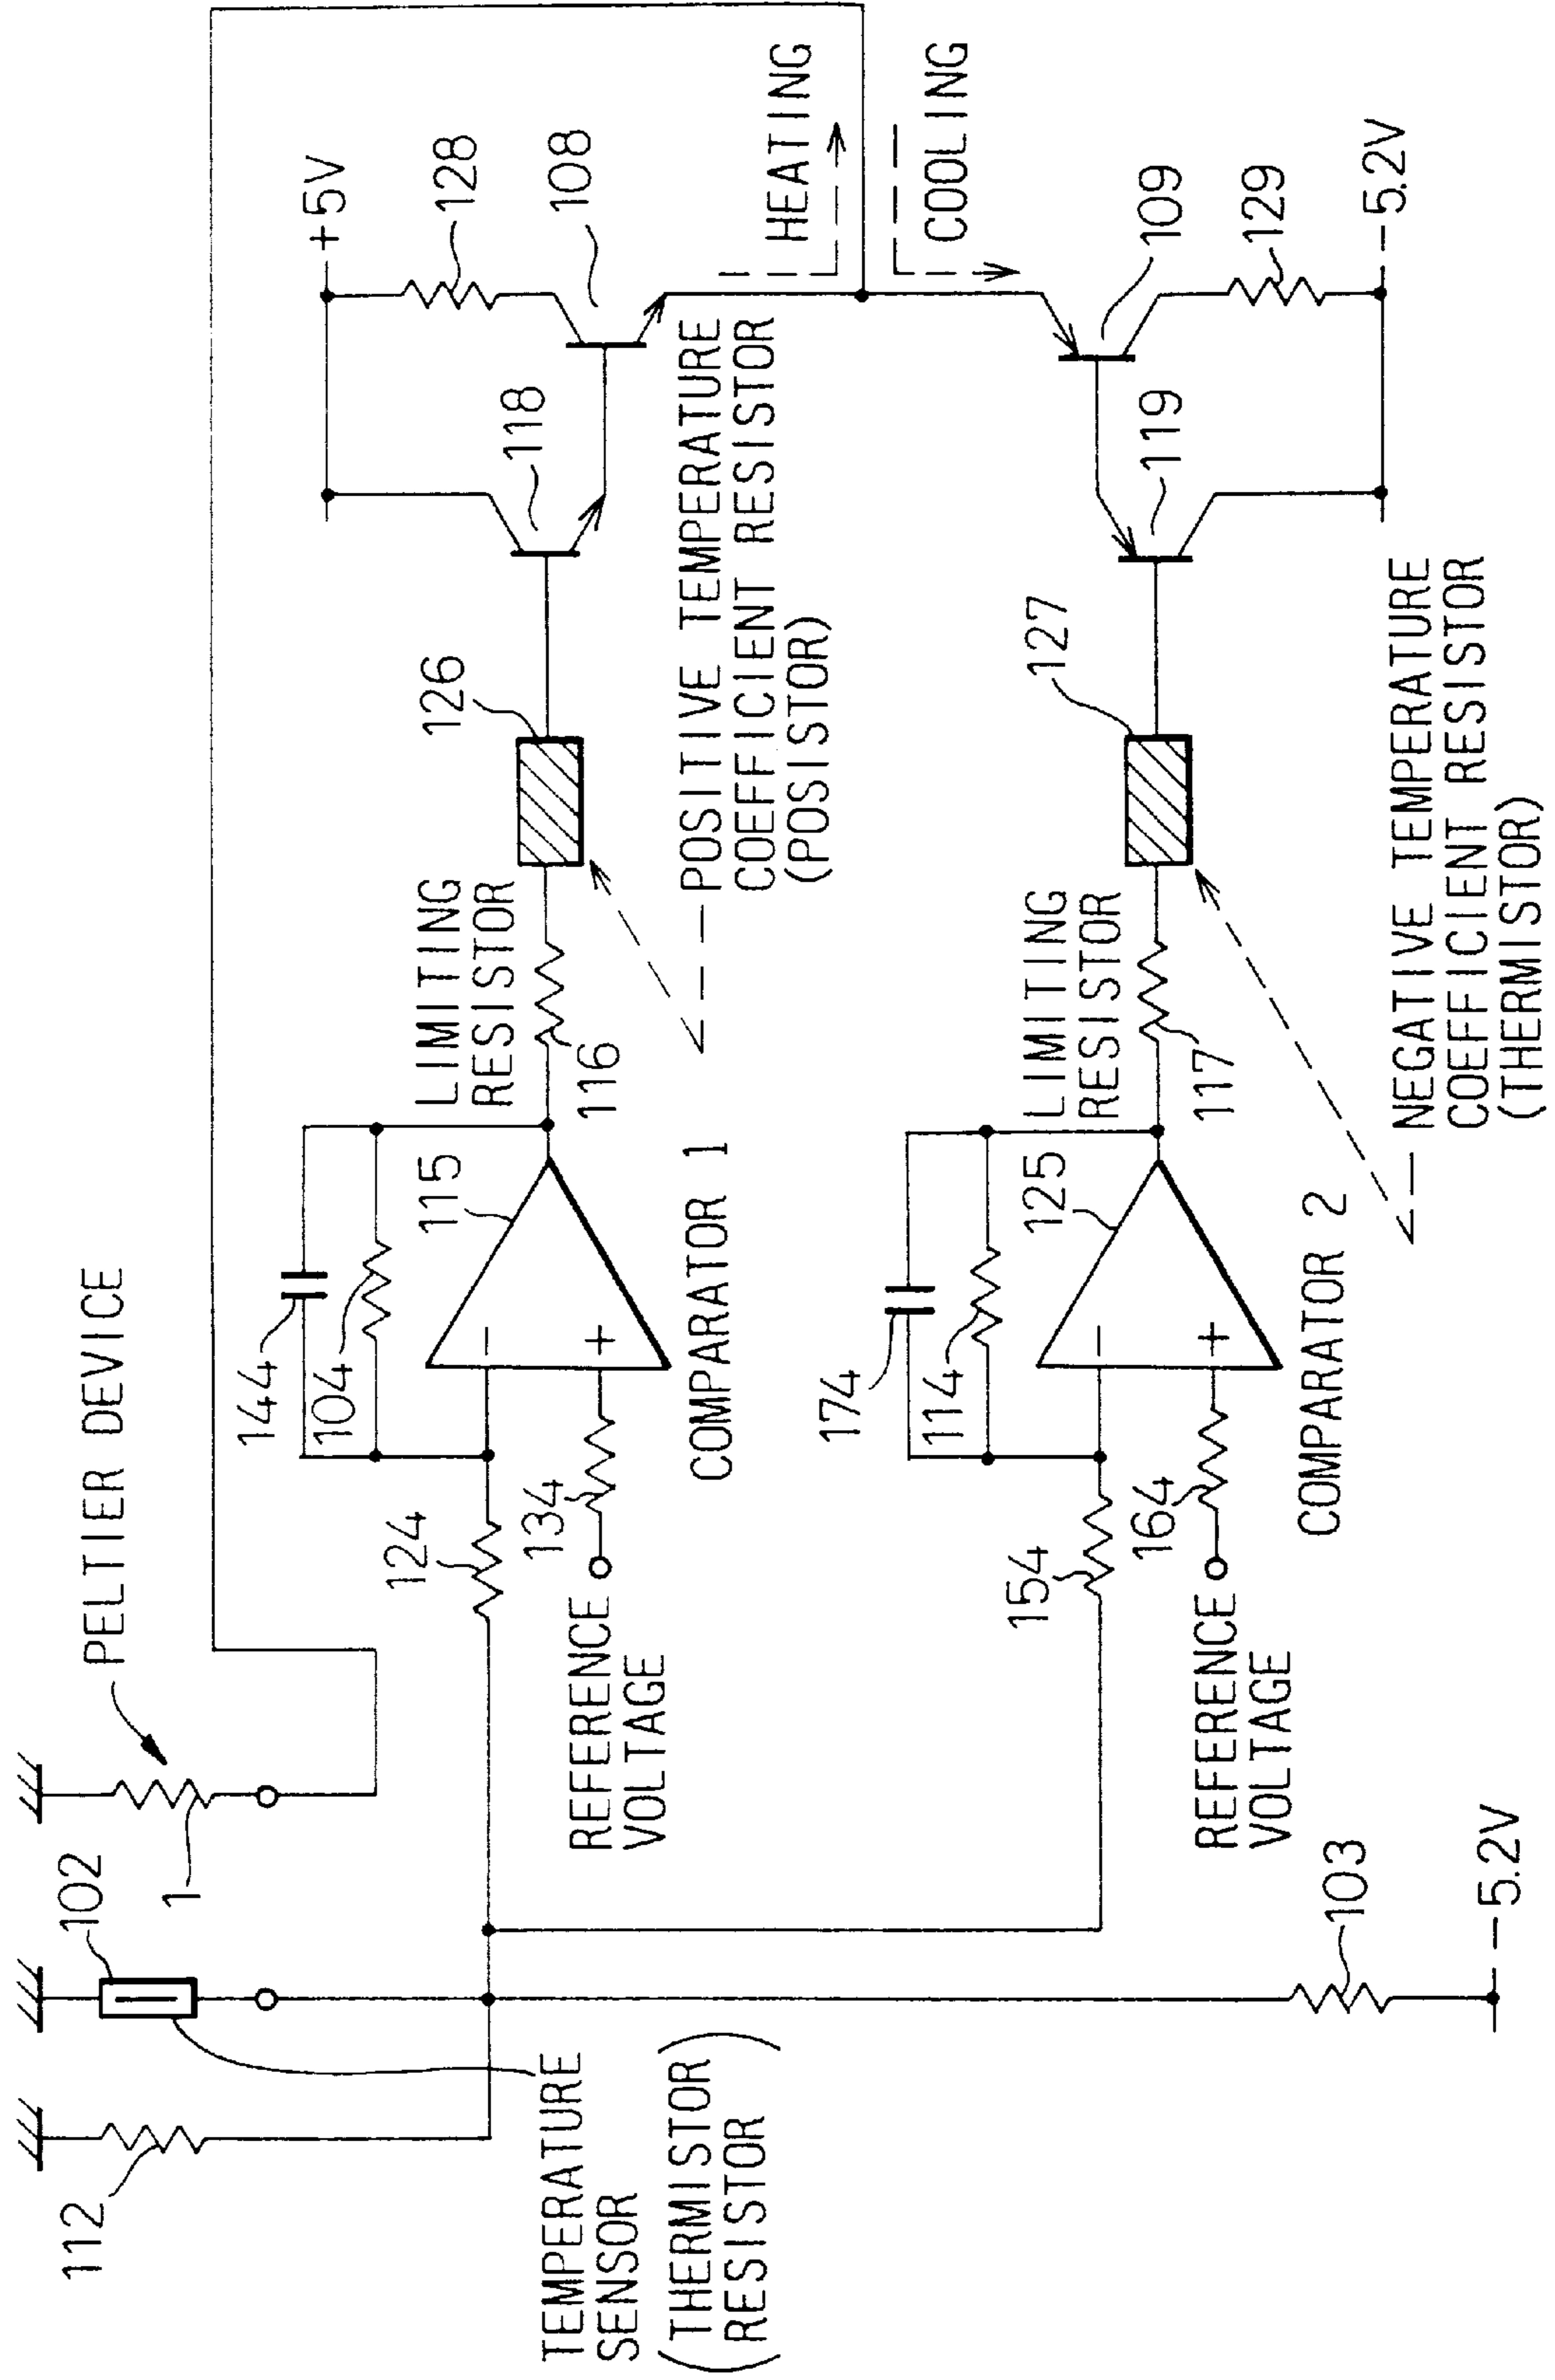 PELTIER DEVICE
1
102
112
TEMPERATURE
SENSOR
(THERMISTOR
RESISTOR)
103
-5.2V
144
104
124
134
115
-
+
COMPARATOR 1
REFERENCE
VOLTAGE
LIMITING
RESISTOR
116
126
POSITIVE TEMPERATURE
COEFFICIENT RESISTOR
(POSISTOR)
118
+5V
128
108
HEATING
COOLING
174
114
154
164
125
-
+
COMPARATOR 2
REFERENCE
VOLTAGE
LIMITING
RESISTOR
117
127
NEGATIVE TEMPERATURE
COEFFICIENT RESISTOR
(THERMISTOR)
119
109
129
-5.2V